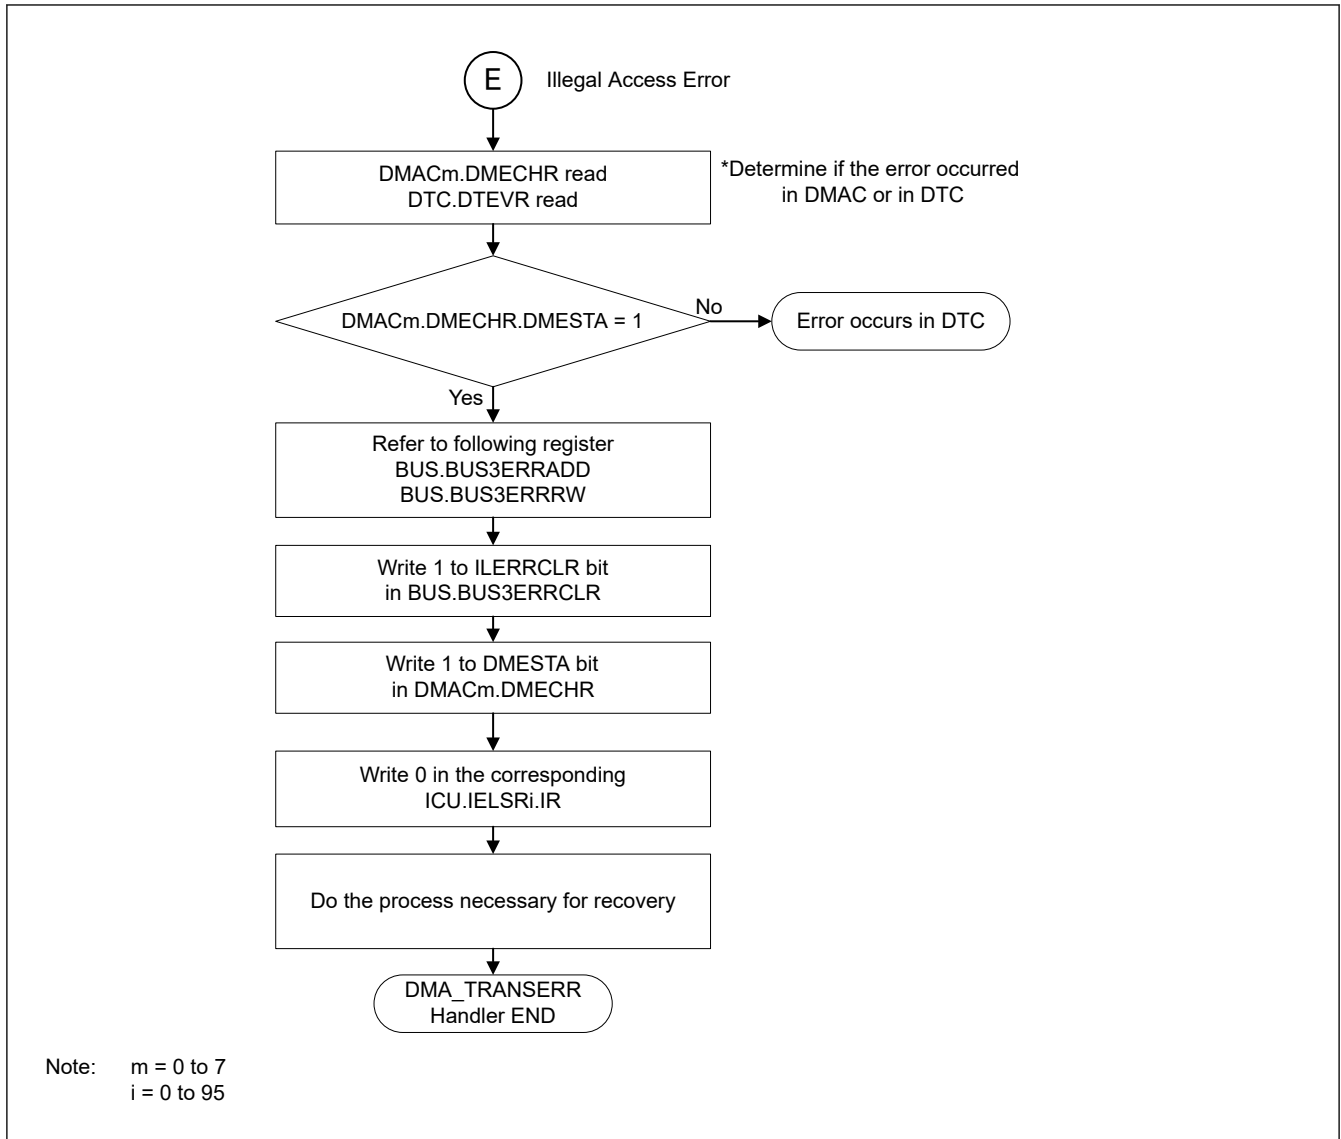 E
Illegal Access Error
DMACm.DMECHR read
DTC.DTEVR read
*Determine if the error occurred
in DMAC or in DTC
DMACm.DMECHR.DMESTA = 1
No
Error occurs in DTC
Yes
Refer to following register
BUS.BUS3ERRADD
BUS.BUS3ERRRW
Write 1 to ILERRCLR bit
in BUS.BUS3ERRCLR
Write 1 to DMESTA bit
in DMACm.DMECHR
Write 0 in the corresponding
ICU.IELSRi.IR
Do the process necessary for recovery
DMA_TRANSERR
Handler END
Note: m = 0 to 7
i = 0 to 95